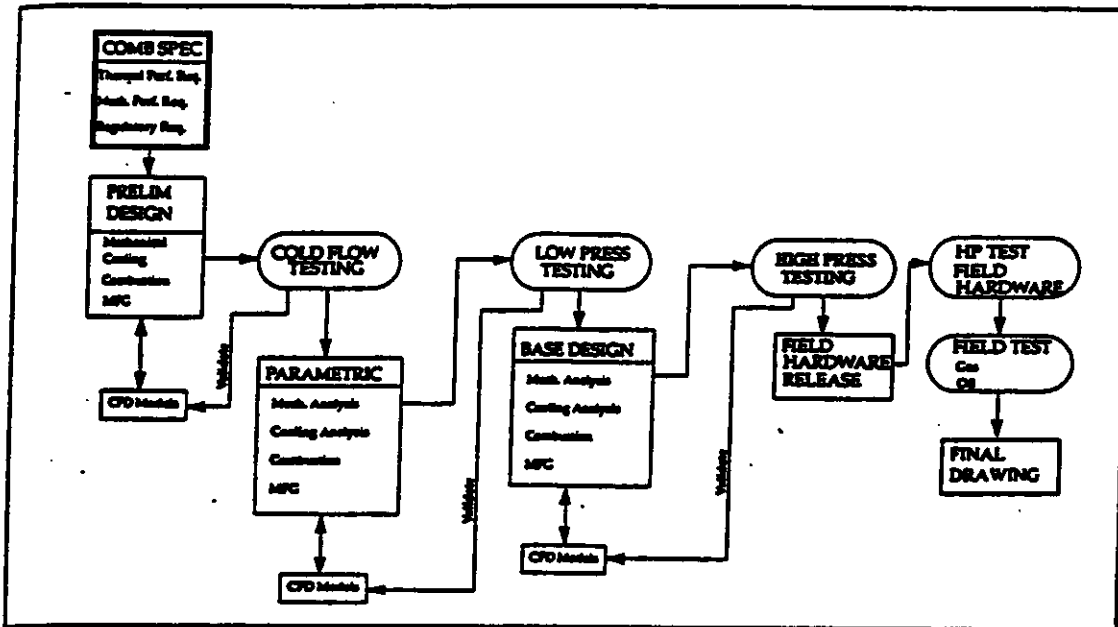 COMB SPEC
Thermal Perf. Req.
Mech. Perf. Req.
Regulatory Req.
PRELIM
DESIGN
Mechanical
Cooling
Combustion
MFG
CFD Models
COLD FLOW
TESTING
Validate
PARAMETRIC
Mech. Analysis
Cooling Analysis
Combustion
MFG
CFD Models
LOW PRESS
TESTING
Validate
BASE DESIGN
Mech. Analysis
Cooling Analysis
Combustion
MFG
CFD Models
HIGH PRESS
TESTING
Validate
FIELD
HARDWARE
RELEASE
HP TEST
FIELD
HARDWARE
FIELD TEST
Gas
Oil
FINAL
DRAWING